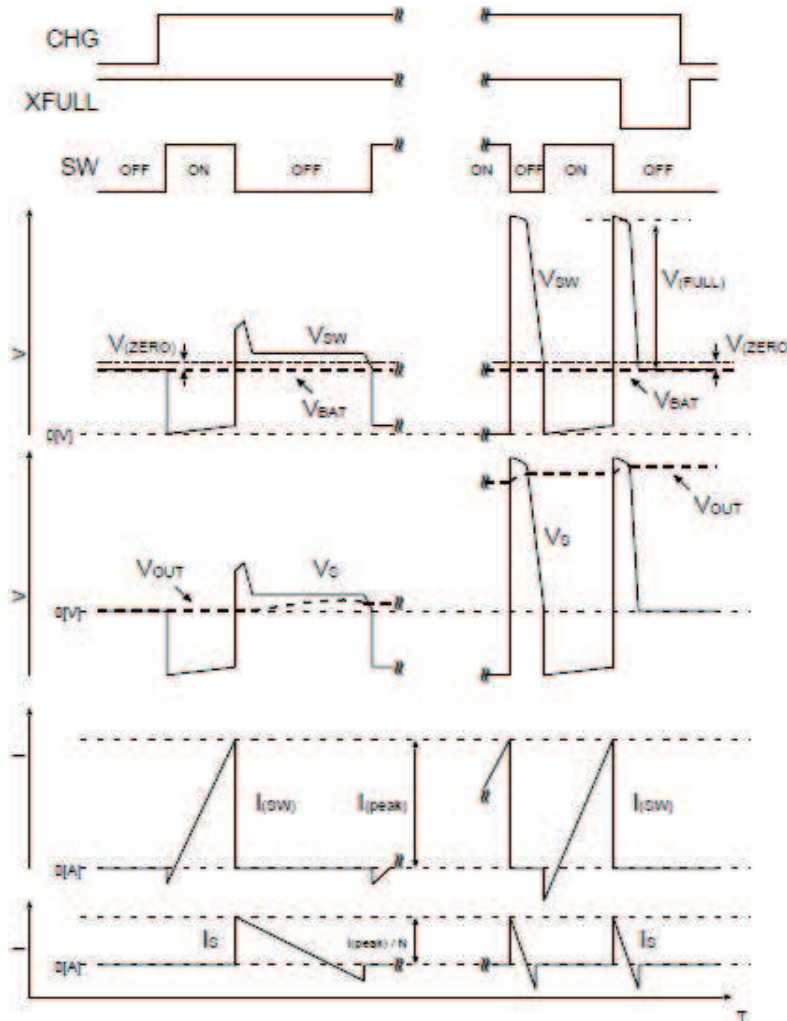 CHG
XFULL
SW OFF ON OFF ON OFF ON OFF
VSW V(FULL)
V(ZERO) VSW V(ZERO)
V
VBAT VBAT
0[V]
VOUT
VOUT VS VS
V
0[V]
I
I(SW) I(peak) I(SW)
0[A]
I
IS I(peak) / N IS
0[A]
T